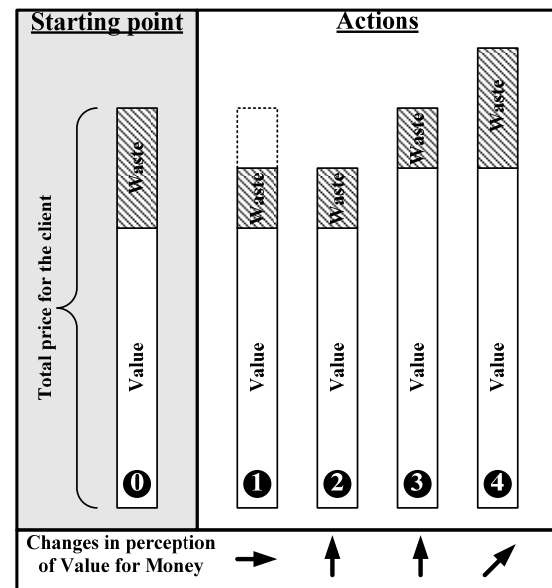 Starting point
Actions
Total price for the client
Waste
Value
0
Waste
Value
1
Waste
Value
2
Waste
Value
3
Waste
Value
4
Changes in perception
of Value for Money